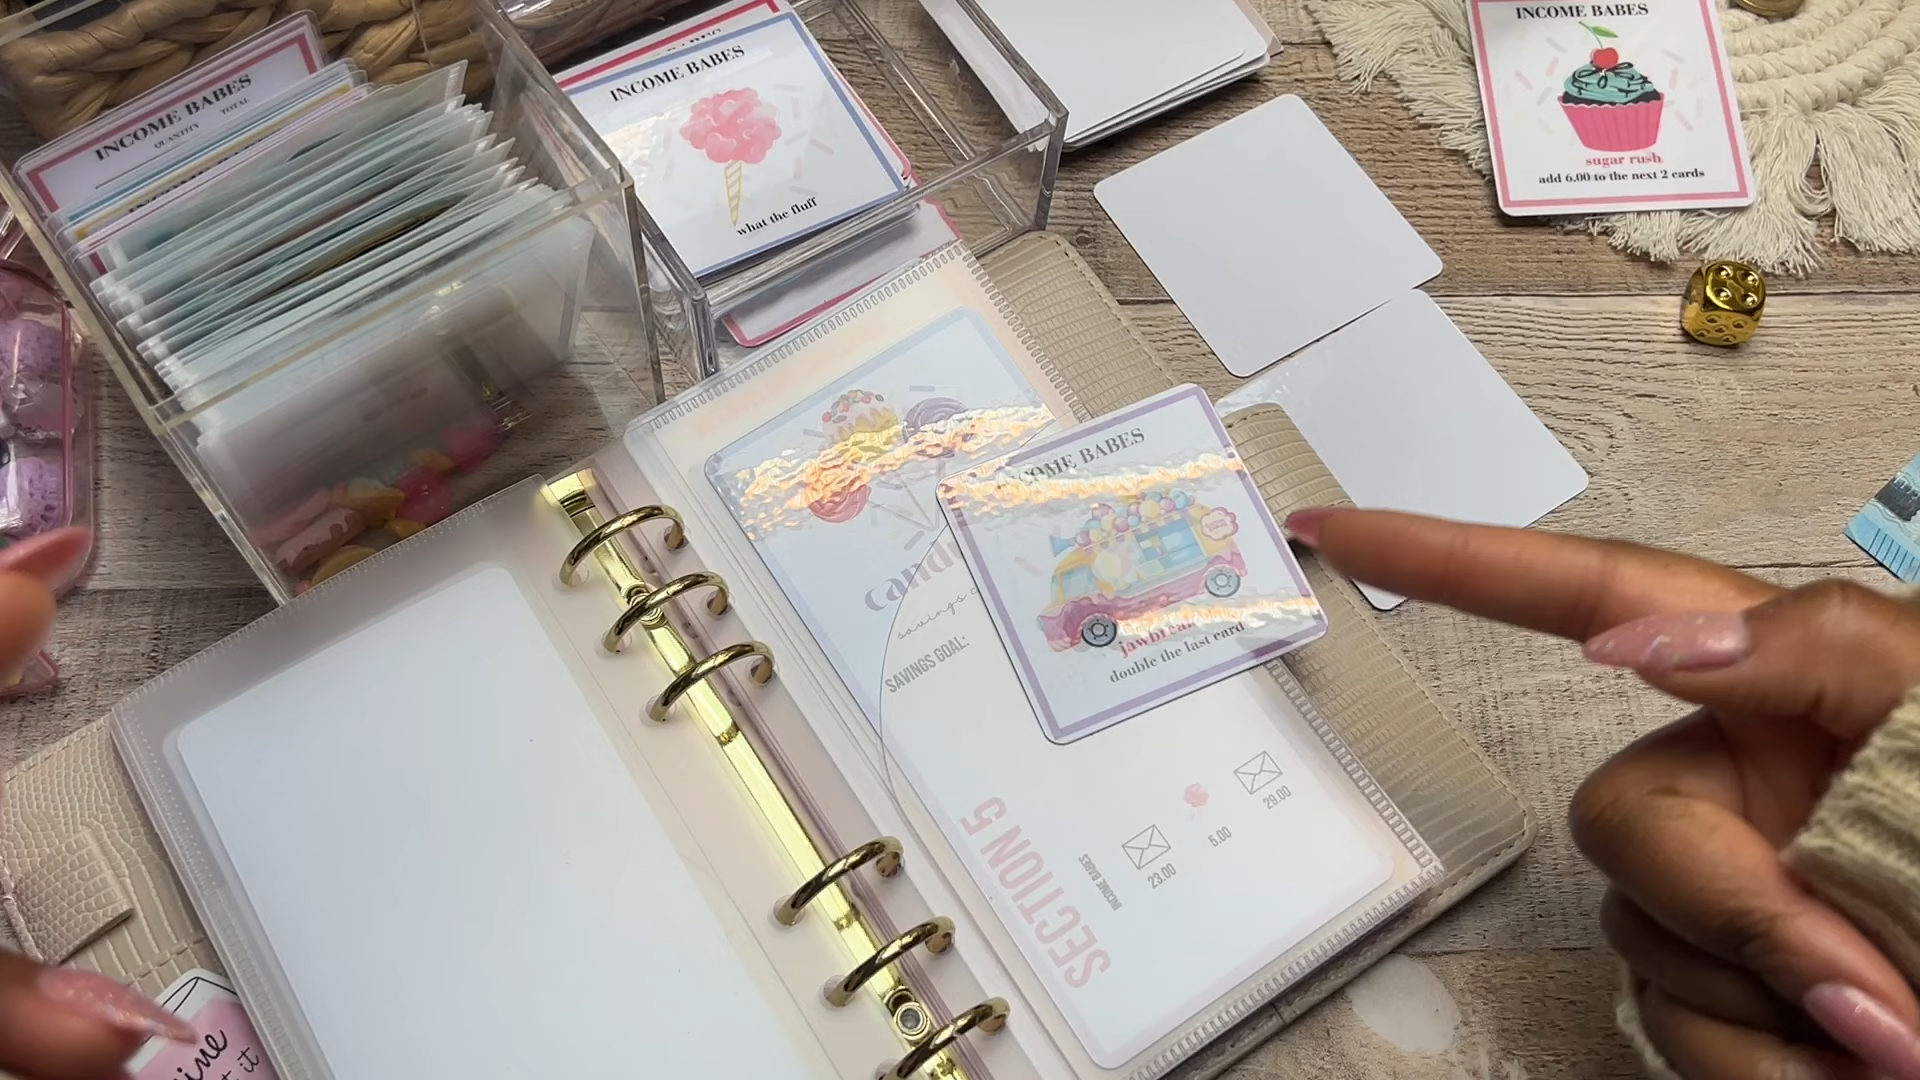 INCOME BABES
QUANTITY TOTAL
INCOME BABES
what the fluff
INCOME BABES
sugar rush
add 6.00 to the next 2 cards
INCOME BABES
double the last card
SAVINGS GOAL:
SECTION 5
INCOME BABES
23.00
5.00
29.00